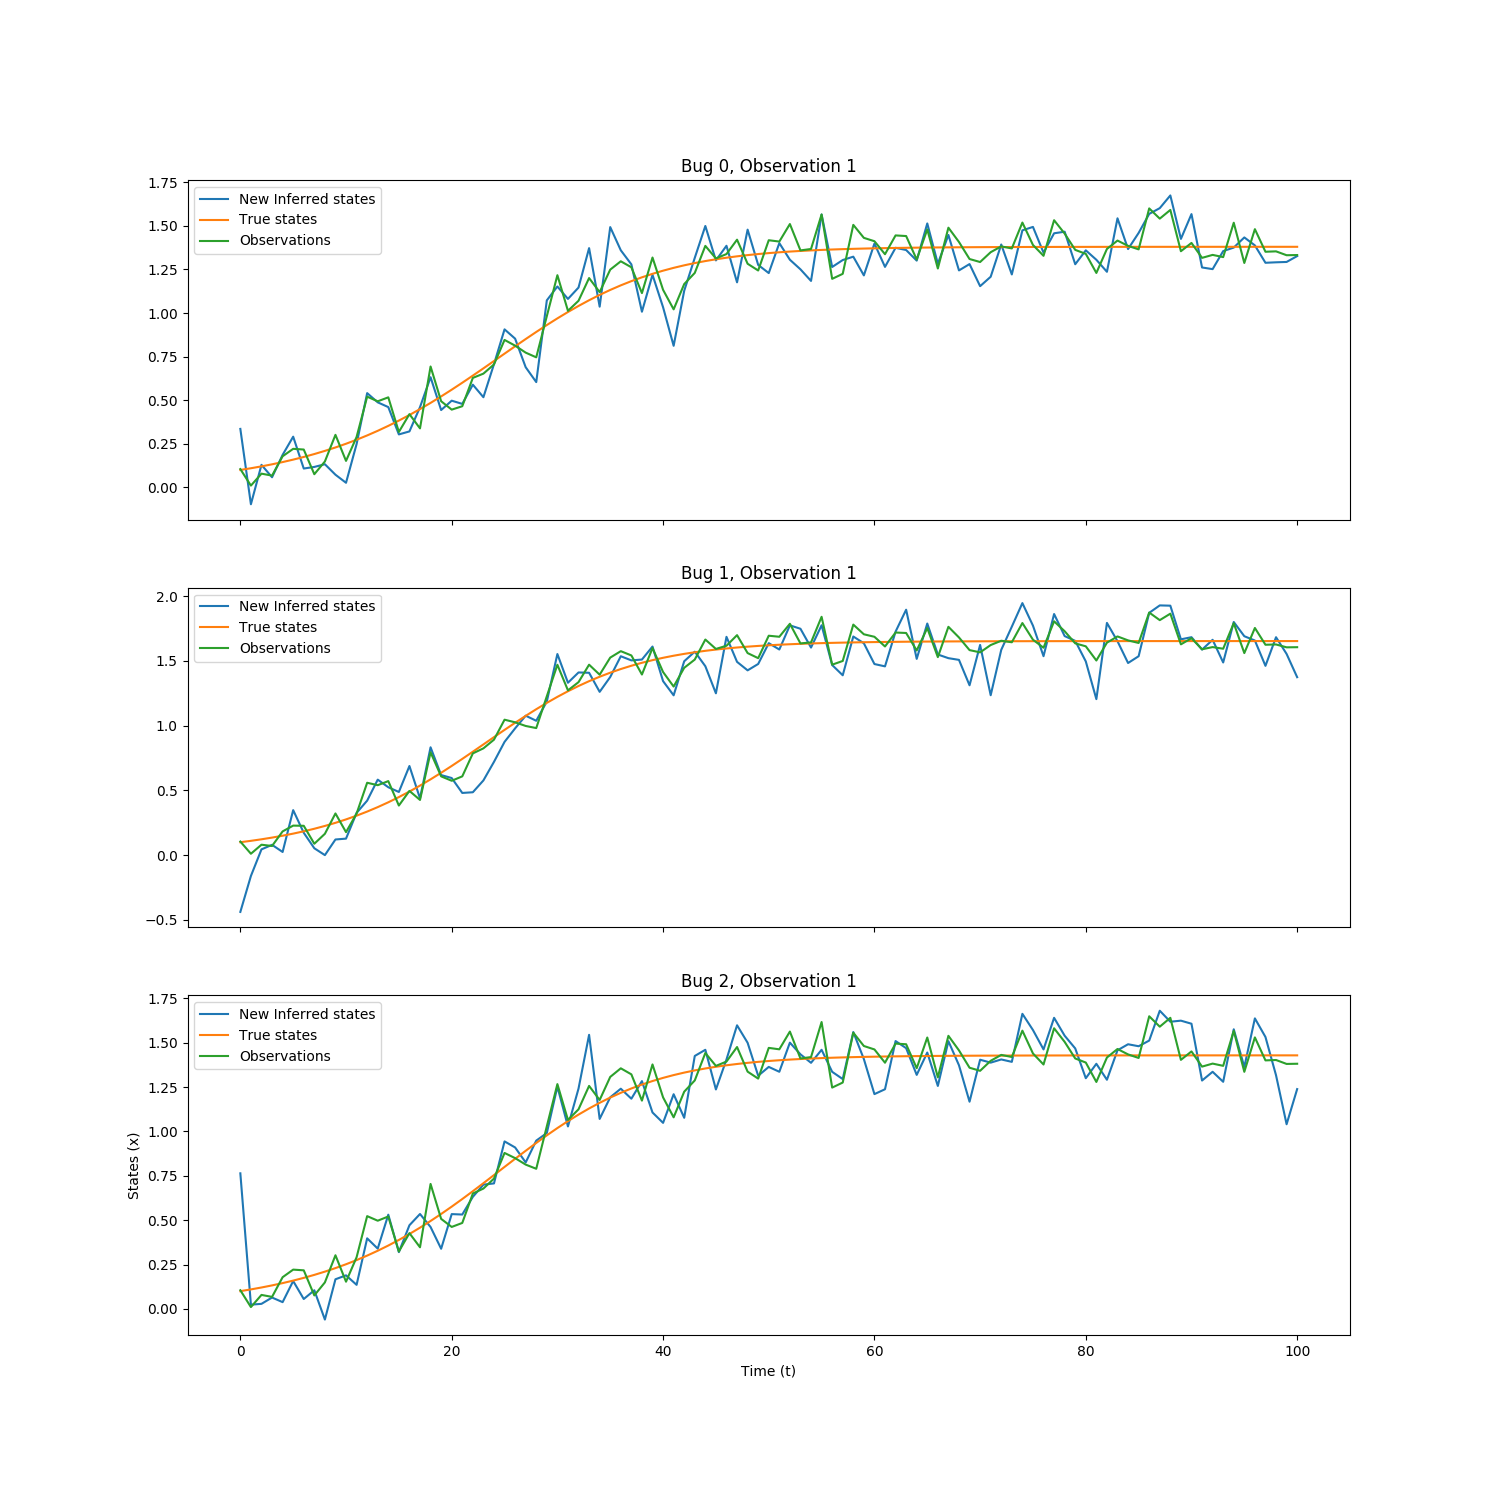 Bug 0, Observation 1
1.75
1.50
1.25
1.00
0.75
0.50
0.25
0.00
New Inferred states
True states
Observations
Bug 1, Observation 1
2.0
1.5
1.0
0.5
0.0
−0.5
New Inferred states
True states
Observations
Bug 2, Observation 1
1.75
1.50
1.25
1.00
0.75
0.50
0.25
0.00
New Inferred states
True states
Observations
States (x)
0 20 40 60 80 100
Time (t)